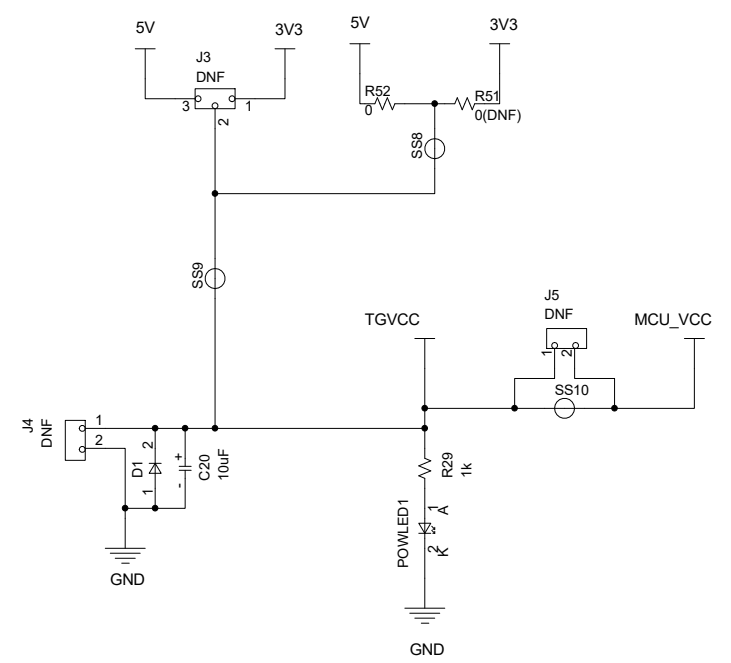 5V
3V3
J3
DNF
3
1
2
5V
3V3
R52
0
R51
0(DNF)
SS8
SS9
TGVCC
J5
DNF
1
2
MCU_VCC
SS10
J4
DNF
1
2
D1
2
1
+
-
C20
10uF
R29
1k
POWLED1
1
A
2
K
GND
GND